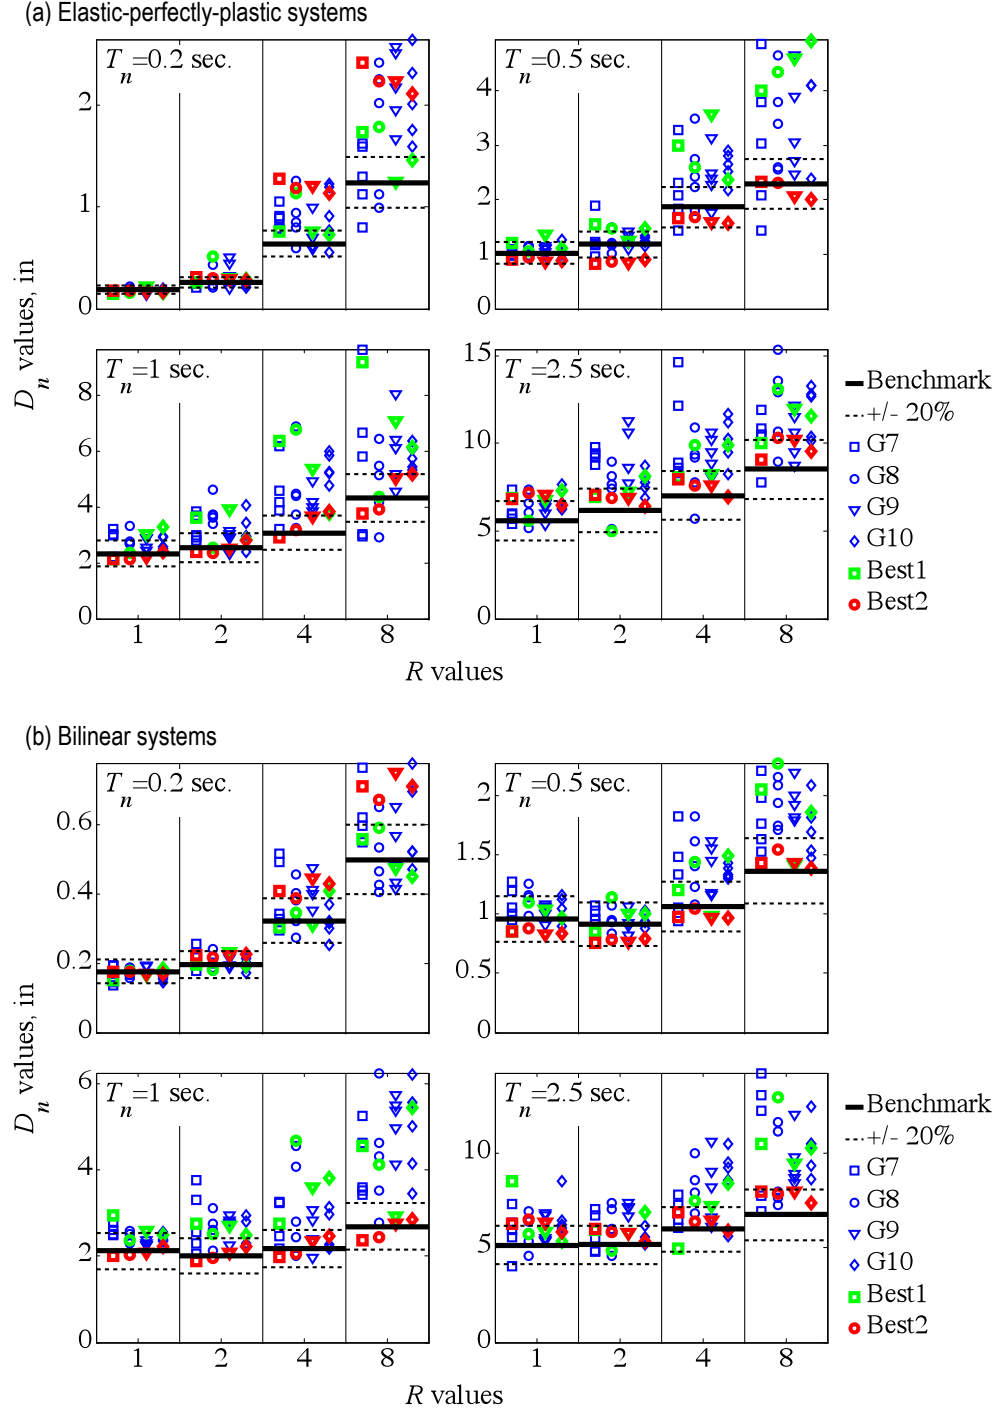 (a) Elastic-perfectly-plastic systems
Tn=0.2 sec.
2
1
0
Tn=0.5 sec.
4
3
2
1
0
Dn values, in
Tn=1 sec.
8
6
4
2
0
1 2 4 8
Tn=2.5 sec.
15
10
5
0
1 2 4 8
R values
Benchmark
+/- 20%
G7
G8
G9
G10
Best1
Best2
(b) Bilinear systems
Tn=0.2 sec.
0.6
0.4
0.2
0
Tn=0.5 sec.
2
1.5
1
0.5
0
Dn values, in
Tn=1 sec.
6
4
2
0
1 2 4 8
Tn=2.5 sec.
10
5
0
1 2 4 8
R values
Benchmark
+/- 20%
G7
G8
G9
G10
Best1
Best2